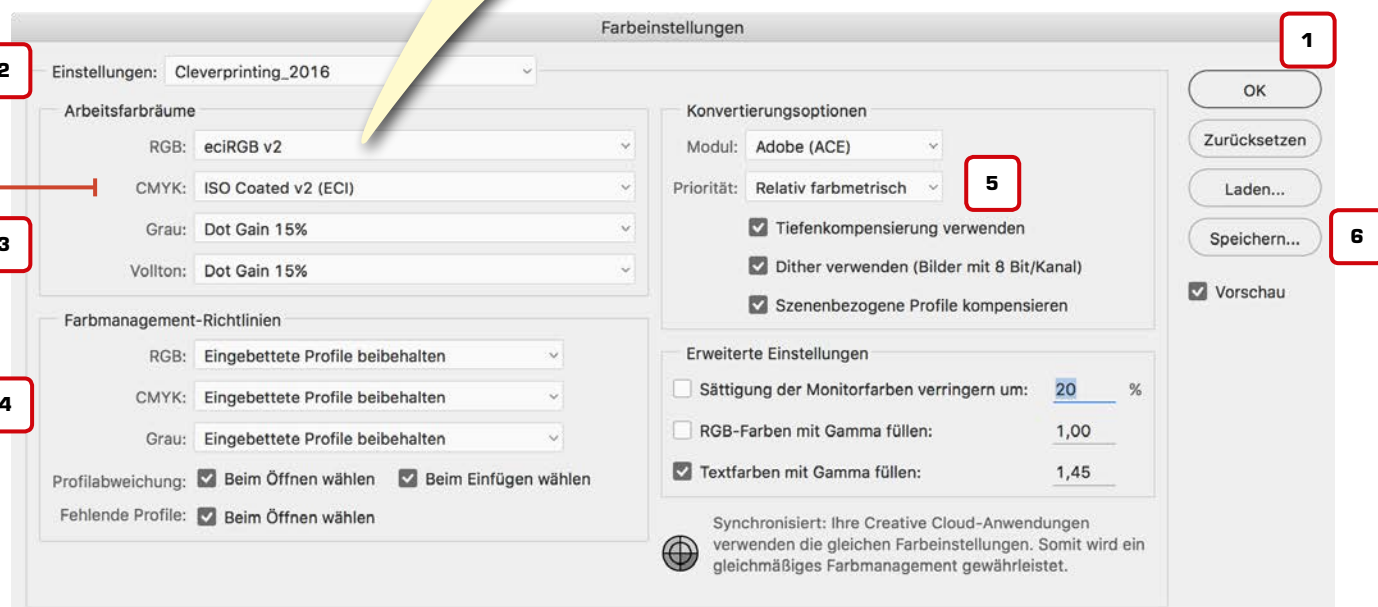 Farbeinstellungen
1
2
Einstellungen: Cleverprinting_2016
OK
Arbeitsfarbräume
RGB: eciRGB v2
CMYK: ISO Coated v2 (ECI)
3
Grau: Dot Gain 15%
Vollton: Dot Gain 15%
Konvertierungsoptionen
Modul: Adobe (ACE)
Priorität: Relativ farbmetrisch
5
Tiefenkompensierung verwenden
Dither verwenden (Bilder mit 8 Bit/Kanal)
Szenenbezogene Profile kompensieren
Zurücksetzen
Laden...
Speichern...
6
Vorschau
Farbmanagement-Richtlinien
RGB: Eingebettete Profile beibehalten
4
CMYK: Eingebettete Profile beibehalten
Grau: Eingebettete Profile beibehalten
Profilabweichung: Beim Öffnen wählen Beim Einfügen wählen
Fehlende Profile: Beim Öffnen wählen
Erweiterte Einstellungen
Sättigung der Monitorfarben verringern um: 20 %
RGB-Farben mit Gamma füllen: 1,00
Textfarben mit Gamma füllen: 1,45
Synchronisiert: Ihre Creative Cloud-Anwendungen
verwenden die gleichen Farbeinstellungen. Somit wird ein
gleichmäßiges Farbmanagement gewährleistet.